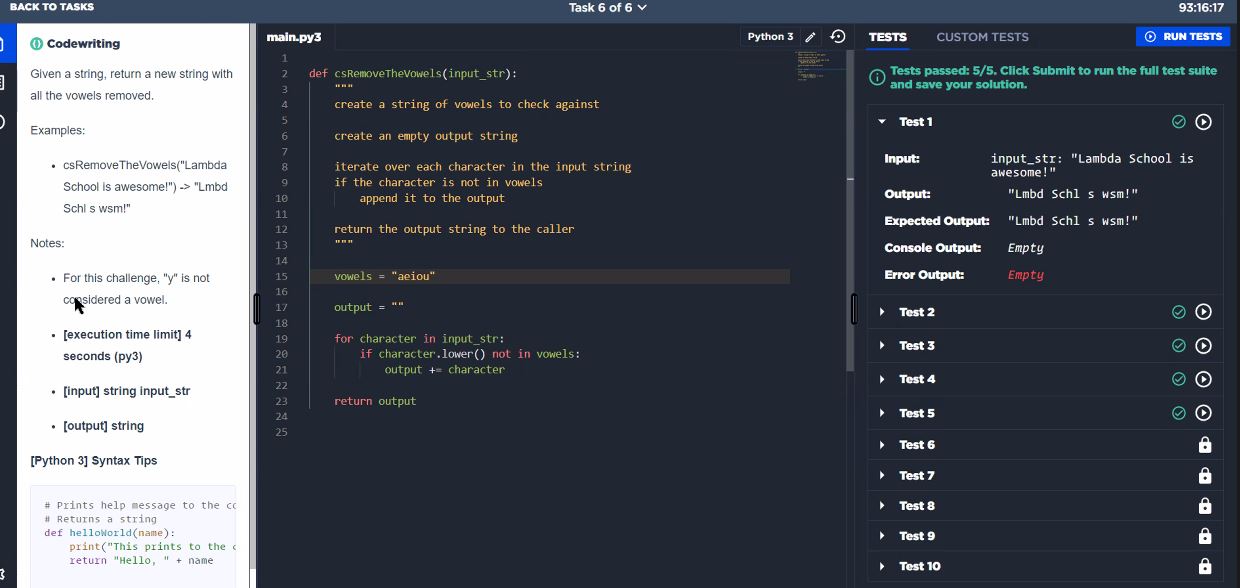 BACK TO TASKS
Task 6 of 6
93:16:17
Codewriting
Given a string, return a new string with
all the vowels removed.
Examples:
• csRemoveTheVowels("Lambda
School is awesome!") -> "Lmbd
Schl s wsm!"
Notes:
• For this challenge, "y" is not
considered a vowel.
• [execution time limit] 4
seconds (py3)
• [input] string input_str
• [output] string
[Python 3] Syntax Tips
# Prints help message to the
# Returns a string
def helloWorld(name):
print("This prints to the
return "Hello, " + name
main.py3
Python 3
1
2 def csRemoveTheVowels(input_str):
3 """
4 create a string of vowels to check against
5
6 create an empty output string
7
8 iterate over each character in the input string
9 if the character is not in vowels
10 append it to the output
11
12 return the output string to the caller
13 """
14
15 vowels = "aeiou"
16
17 output = ""
18
19 for character in input_str:
20 if character.lower() not in vowels:
21 output += character
22
23 return output
24
25
TESTS
CUSTOM TESTS
RUN TESTS
Tests passed: 5/5. Click Submit to run the full test suite
and save your solution.
Test 1
Input: input_str: "Lambda School is
awesome!"
Output: "Lmbd Schl s wsm!"
Expected Output: "Lmbd Schl s wsm!"
Console Output: Empty
Error Output: Empty
Test 2
Test 3
Test 4
Test 5
Test 6
Test 7
Test 8
Test 9
Test 10